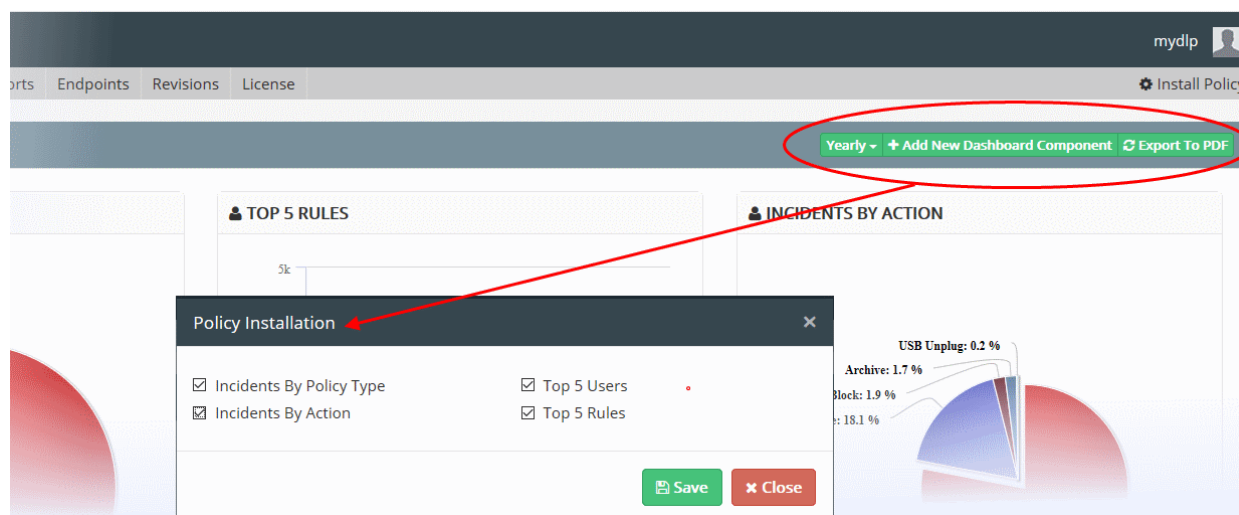 mydlp
orts Endpoints Revisions License Install Policy
Yearly Add New Dashboard Component Export To PDF
TOP 5 RULES
INCIDENTS BY ACTION
5k
Policy Installation
Incidents By Policy Type Top 5 Users
Incidents By Action Top 5 Rules
Save Close
USB Unplug: 0.2 %
Archive: 1.7 %
Block: 1.9 %
e: 18.1 %